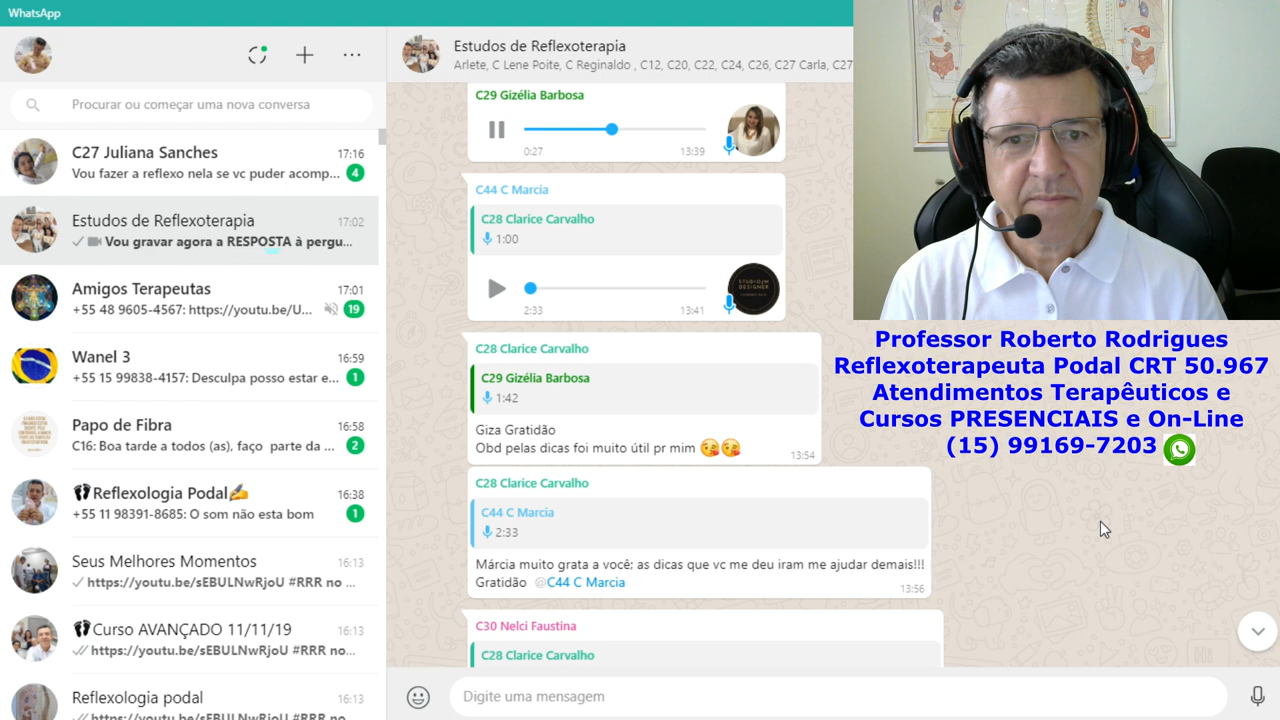 WhatsApp
Procurar ou começar uma nova conversa
C27 Juliana Sanches
17:16
Vou fazer a reflexo nela se vc puder acomp...
4
Estudos de Reflexoterapia
17:02
Vou gravar agora a RESPOSTA à pergu...
Amigos Terapeutas
17:01
+55 48 9605-4567: https://youtu.be/U...
19
Wanel 3
16:59
+55 15 99838-4157: Desculpa posso estar e...
1
Papo de Fibra
16:58
C16: Boa tarde a todos (as), faço parte da ...
2
👣Reflexologia Podal✍
16:38
+55 11 98391-8685: O som não esta bom
1
Seus Melhores Momentos
16:13
https://youtu.be/sEBULNwRjoU #RRR no ...
👣Curso AVANÇADO 11/11/19
16:13
https://youtu.be/sEBULNwRjoU #RRR no...
Reflexologia podal
16:13
https://youtu.be/sEBULNwRjoU #RRR no ...
Estudos de Reflexoterapia
Arlete, C Lene Poite, C Reginaldo , C12, C20, C22, C24, C26, C27 Carla, C27
C29 Gizélia Barbosa
0:27
13:39
C44 C Marcia
C28 Clarice Carvalho
1:00
STUDIO
DESIGNER
2:33
13:41
C28 Clarice Carvalho
C29 Gizélia Barbosa
1:42
Giza Gratidão
Obd pelas dicas foi muito útil pr mim 😘😘
13:54
C28 Clarice Carvalho
C44 C Marcia
2:33
Márcia muito grata a você; as dicas que vc me deu iram me ajudar demais!!!
Gratidão @C44 C Marcia
13:56
C30 Nelci Faustina
C28 Clarice Carvalho
Digite uma mensagem
Professor Roberto Rodrigues
Reflexoterapeuta Podal CRT 50.967
Atendimentos Terapêuticos e
Cursos PRESENCIAIS e On-Line
(15) 99169-7203